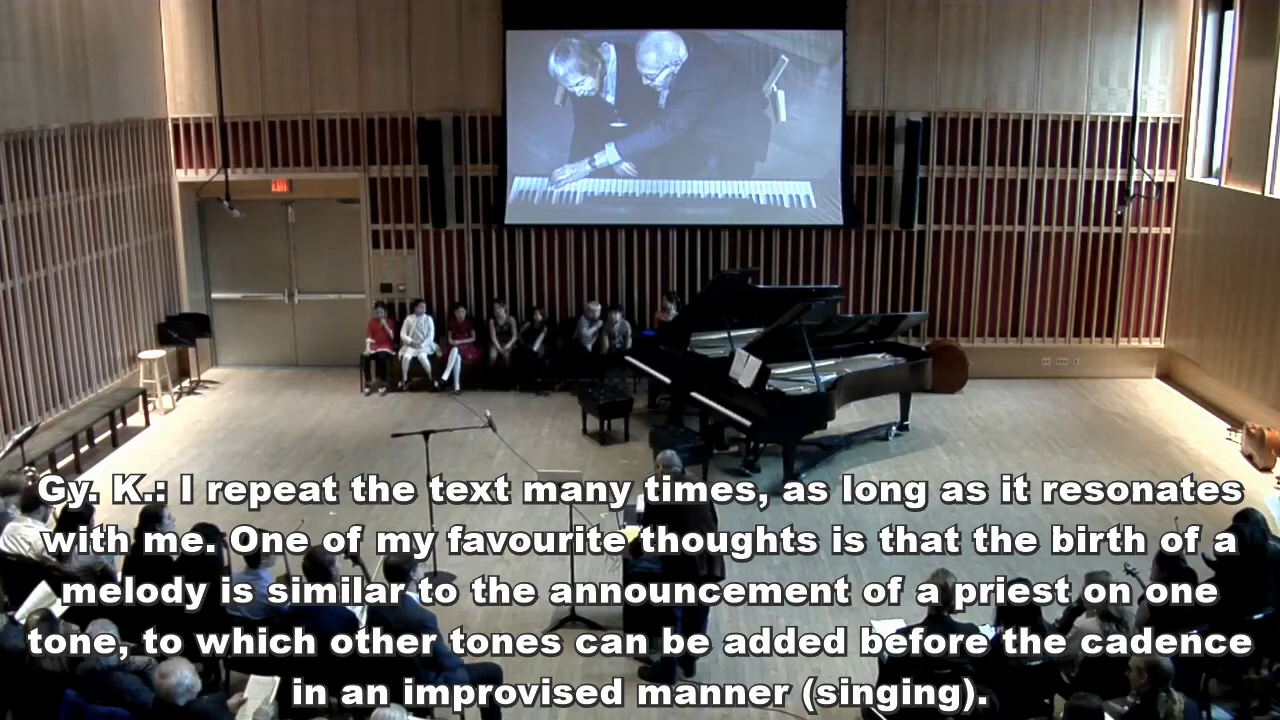 Gy. K.: I repeat the text many times, as long as it resonates
with me. One of my favourite thoughts is that the birth of a
melody is similar to the announcement of a priest on one
tone, to which other tones can be added before the cadence
in an improvised manner (singing).